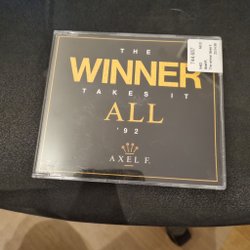 THE
WINNER
TAKES IT
ALL
'92
AXEL F.